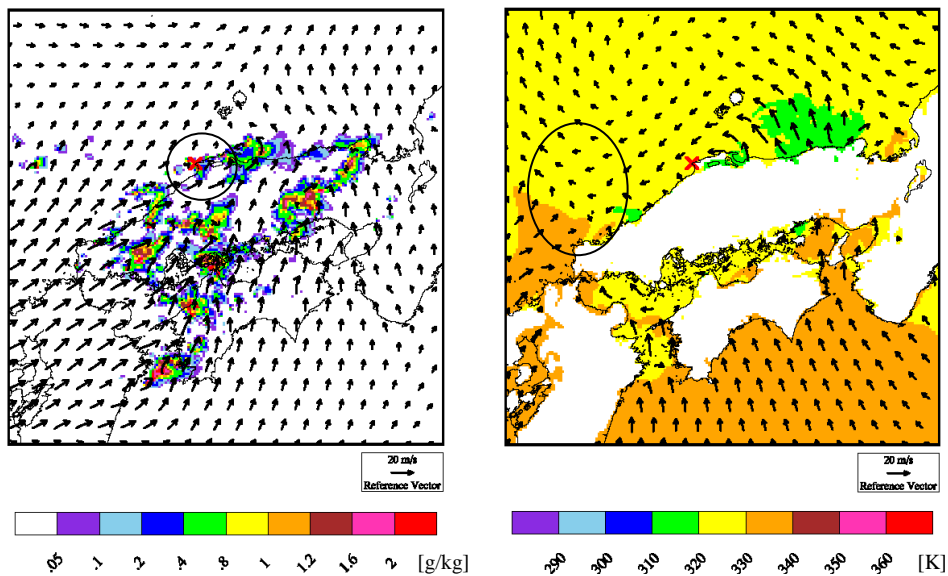 20 m/s
Reference Vector
20 m/s
Reference Vector
.05 .1 .2 .4 .8 1 1.2 1.6 2 [g/kg]
290 300 310 320 330 340 350 360 [K]